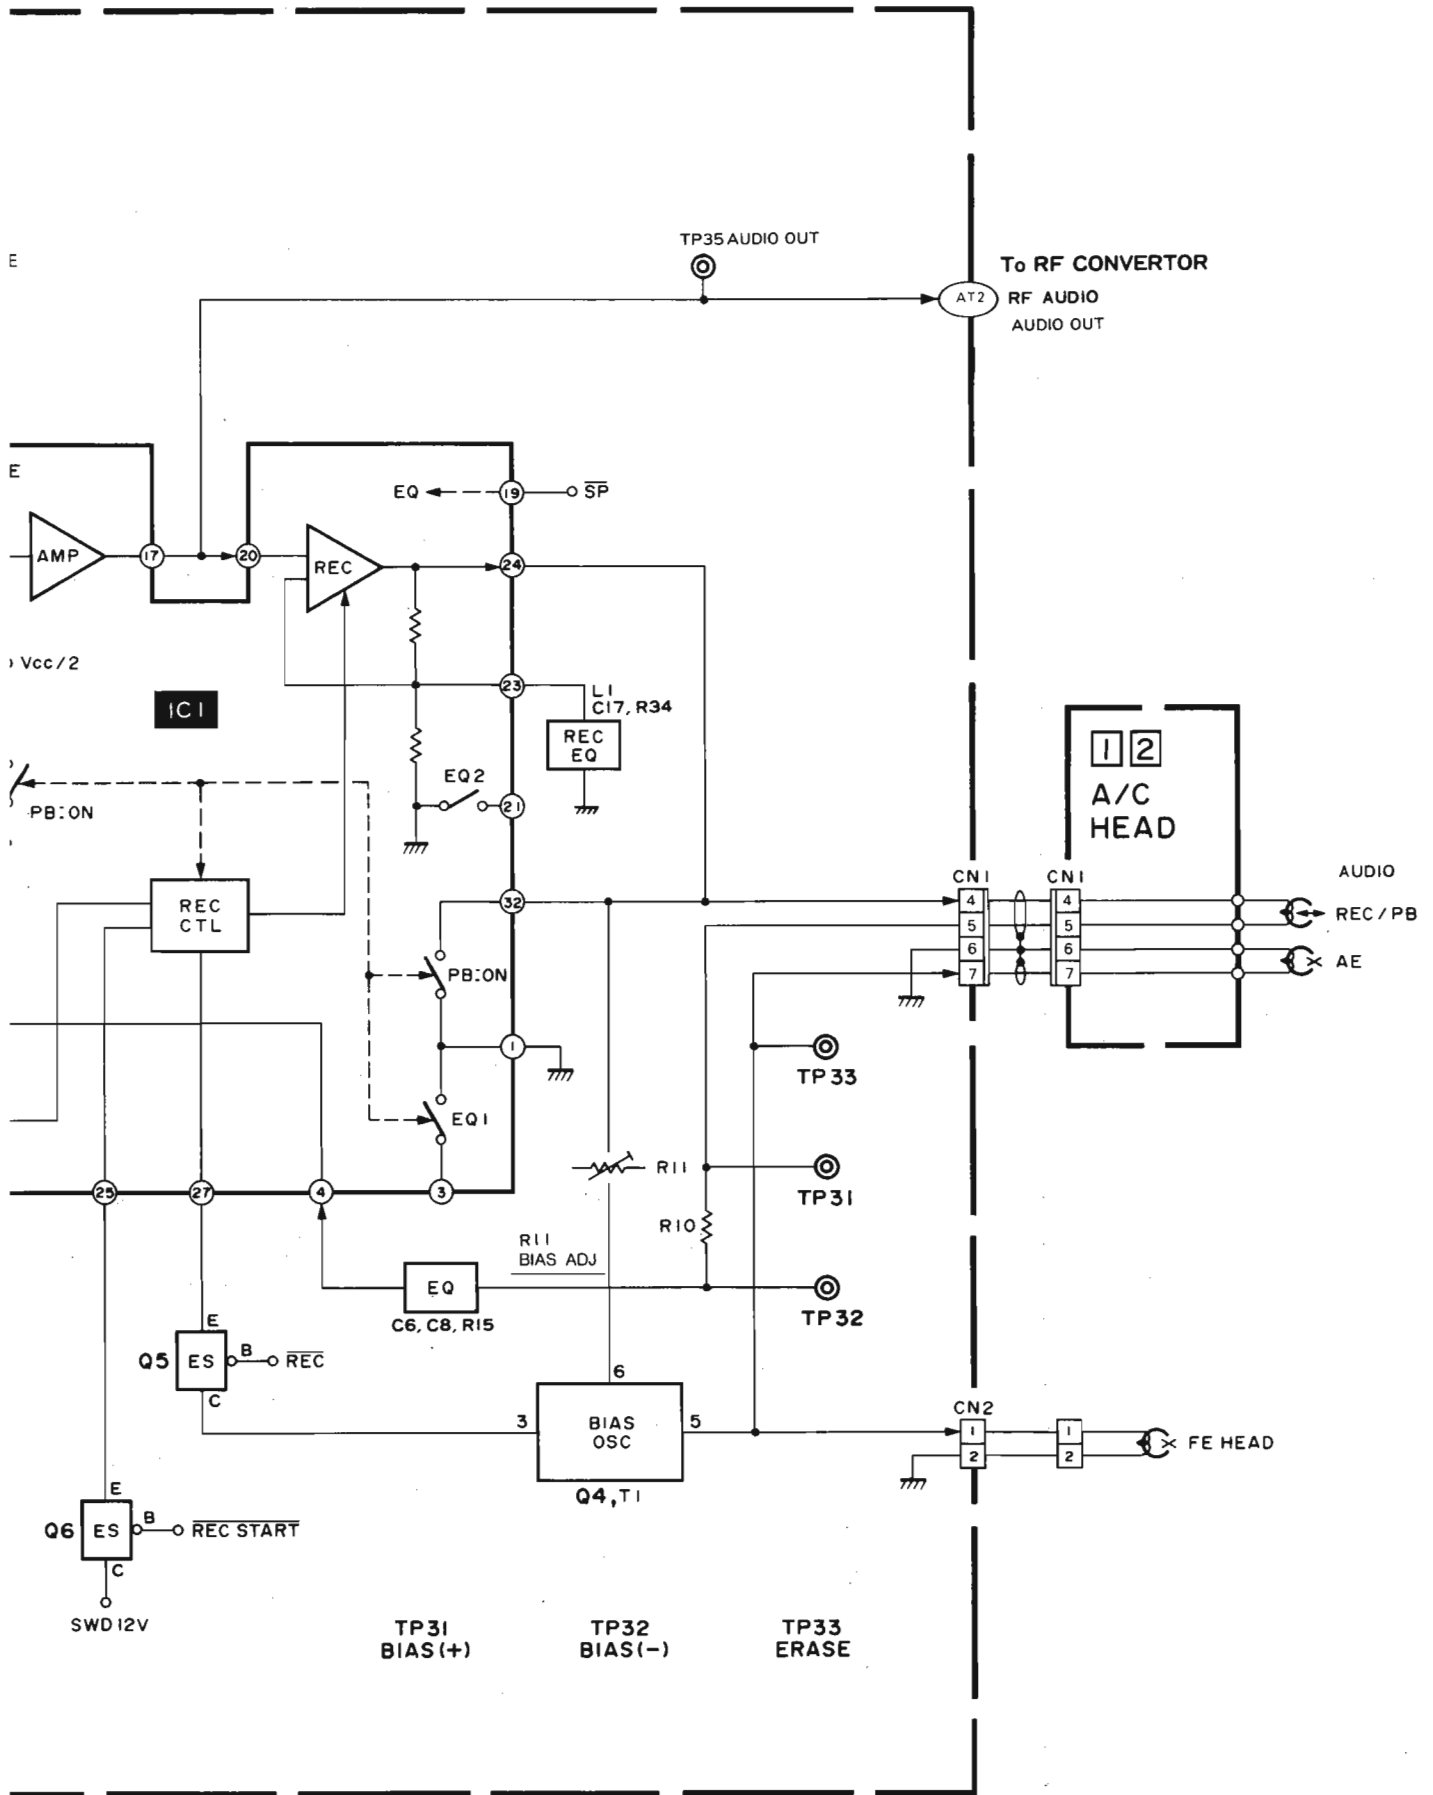 TP35 AUDIO OUT
E
To RF CONVERTOR
AT2
RF AUDIO
AUDIO OUT
E
EQ
19
SP
AMP
17
20
REC
24
Vcc/2
23
L1
C17, R34
IC1
REC
EQ
1 2
EQ2
21
A/C
HEAD
PB:ON
CN1
CN1
AUDIO
REC
CTL
32
4
4
REC/PB
5
5
6
6
AE
PB:ON
7
7
1
TP33
EQ1
R11
TP31
25
27
4
3
R10
R11
BIAS ADJ
EQ
TP32
C6, C8, R15
E
Q5
ES
B
REC
C
6
3
BIAS
OSC
5
CN2
1
1
FE HEAD
2
2
Q4, T1
E
Q6
ES
B
REC START
C
SWD12V
TP31
BIAS(+)
TP32
BIAS(-)
TP33
ERASE